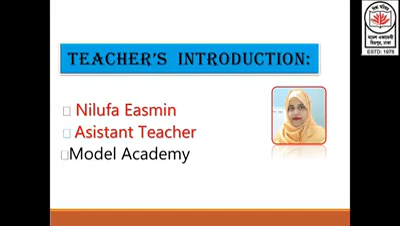 TEACHER'S INTRODUCTION:
Nilufa Easmin
Asistant Teacher
Model Academy
ESTD: 1978